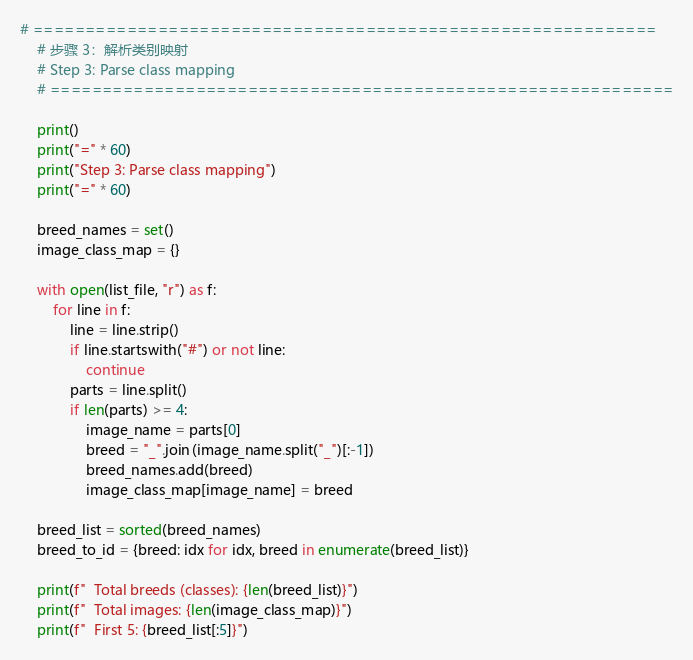 # ============================================================
    # 步骤 3：解析类别映射
    # Step 3: Parse class mapping
    # ============================================================

    print()
    print("=" * 60)
    print("Step 3: Parse class mapping")
    print("=" * 60)

    breed_names = set()
    image_class_map = {}

    with open(list_file, "r") as f:
        for line in f:
            line = line.strip()
            if line.startswith("#") or not line:
                continue
            parts = line.split()
            if len(parts) >= 4:
                image_name = parts[0]
                breed = "_".join(image_name.split("_")[:-1])
                breed_names.add(breed)
                image_class_map[image_name] = breed

    breed_list = sorted(breed_names)
    breed_to_id = {breed: idx for idx, breed in enumerate(breed_list)}

    print(f"  Total breeds (classes): {len(breed_list)}")
    print(f"  Total images: {len(image_class_map)}")
    print(f"  First 5: {breed_list[:5]}")